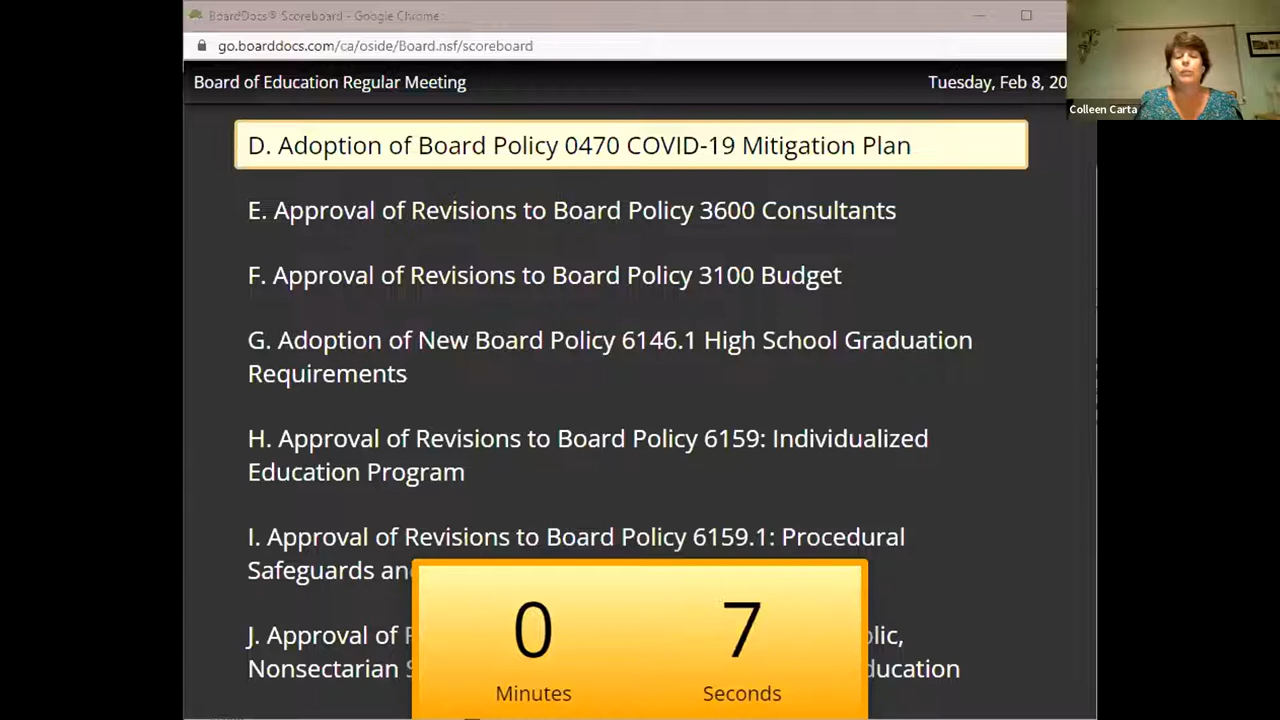 BoardDocs® Scoreboard - Google Chrome
go.boarddocs.com/ca/oside/Board.nsf/scoreboard
Board of Education Regular Meeting
Tuesday, Feb 8, 20
Colleen Carta
D. Adoption of Board Policy 0470 COVID-19 Mitigation Plan
E. Approval of Revisions to Board Policy 3600 Consultants
F. Approval of Revisions to Board Policy 3100 Budget
G. Adoption of New Board Policy 6146.1 High School Graduation
Requirements
H. Approval of Revisions to Board Policy 6159: Individualized
Education Program
I. Approval of Revisions to Board Policy 6159.1: Procedural
Safeguards
J. Approval of
Nonsectarian
0 7
Minutes Seconds